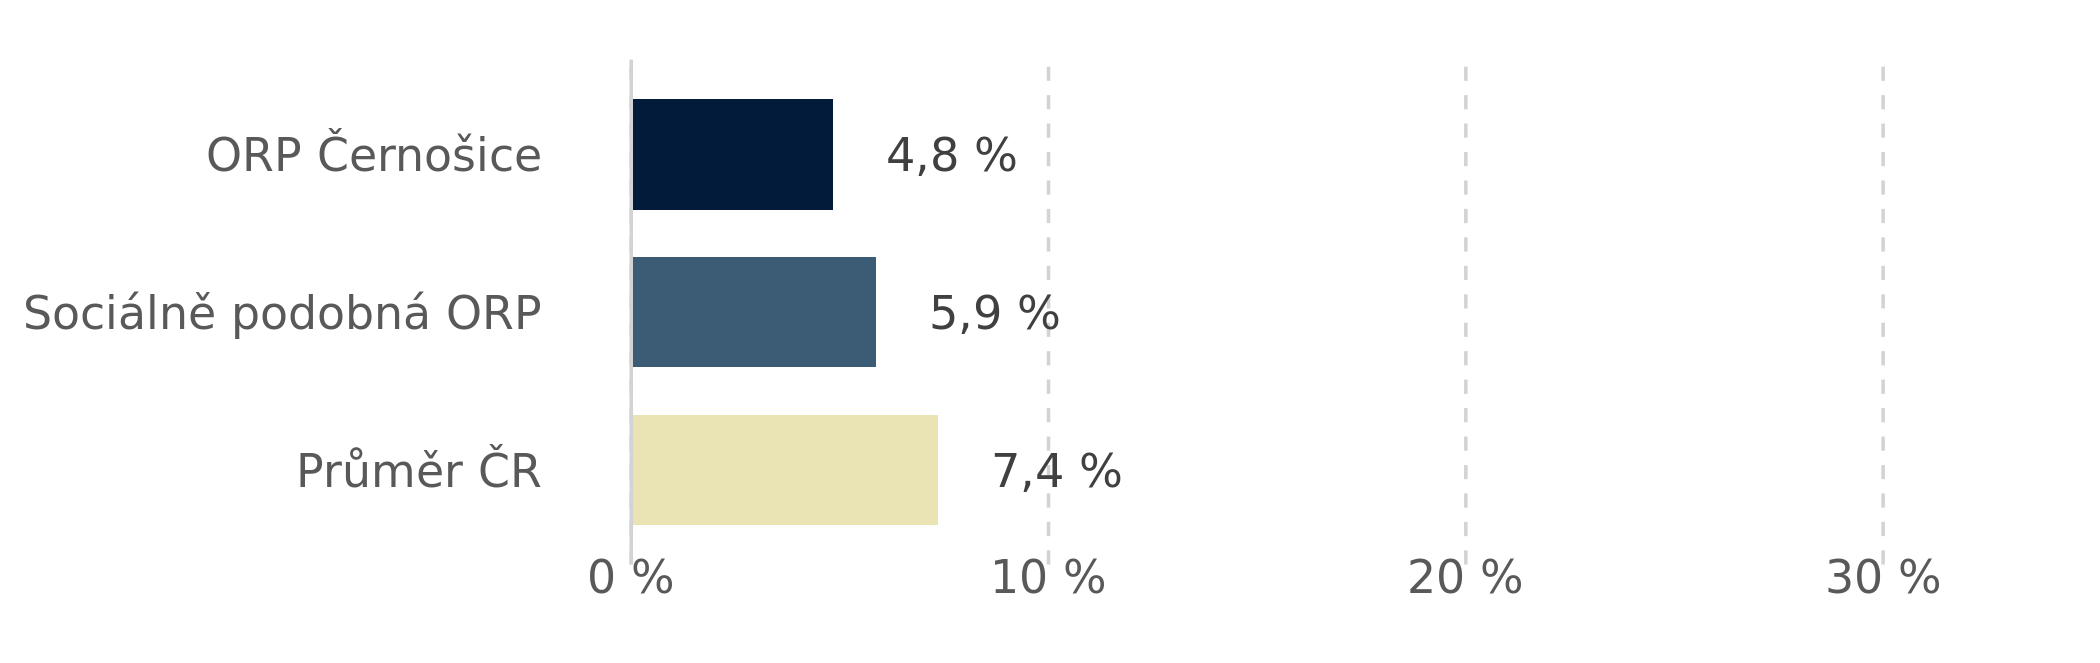 ORP Černošice 4,8 %
Sociálně podobná ORP 5,9 %
Průměr ČR 7,4 %
0 % 10 % 20 % 30 %